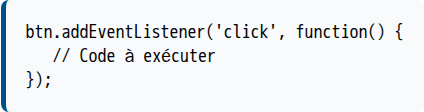 btn.addEventListener('click', function() {
   // Code à exécuter
});